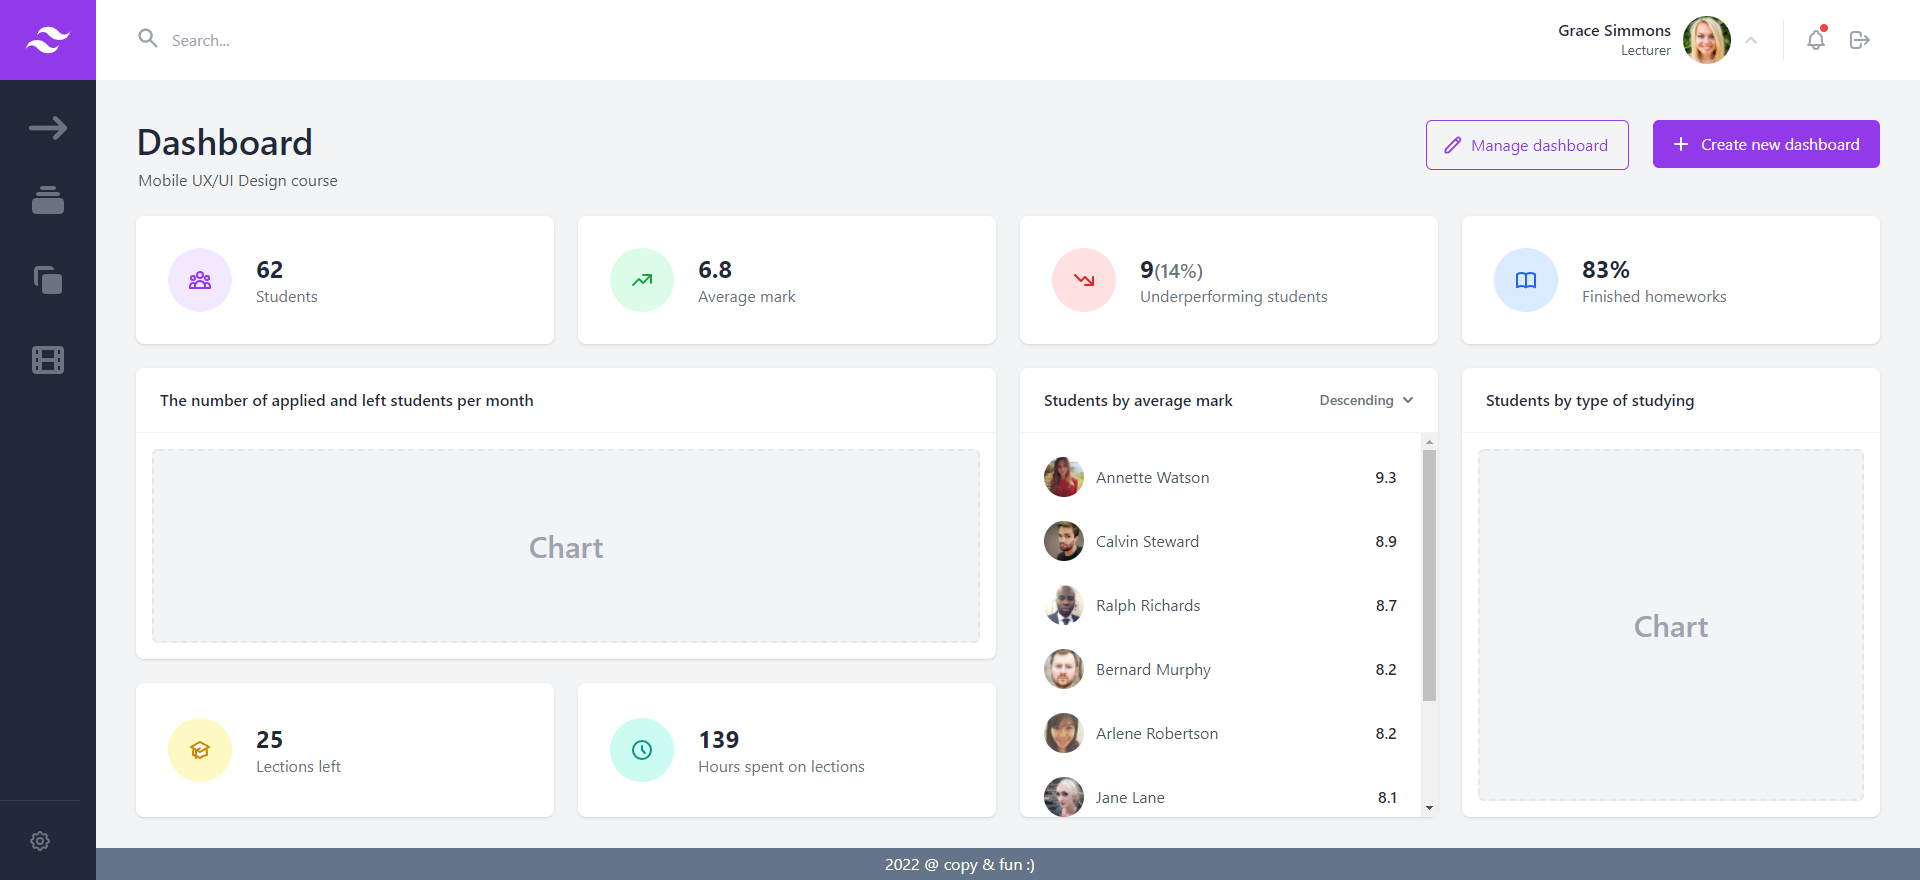 Search...
Grace Simmons
Lecturer
Dashboard
Mobile UX/UI Design course
Manage dashboard
Create new dashboard
62
Students
6.8
Average mark
9(14%)
Underperforming students
83%
Finished homeworks
The number of applied and left students per month
Chart
25
Lections left
139
Hours spent on lections
Students by average mark
Descending
Annette Watson 9.3
Calvin Steward 8.9
Ralph Richards 8.7
Bernard Murphy 8.2
Arlene Robertson 8.2
Jane Lane 8.1
Students by type of studying
Chart
2022 @ copy & fun :)